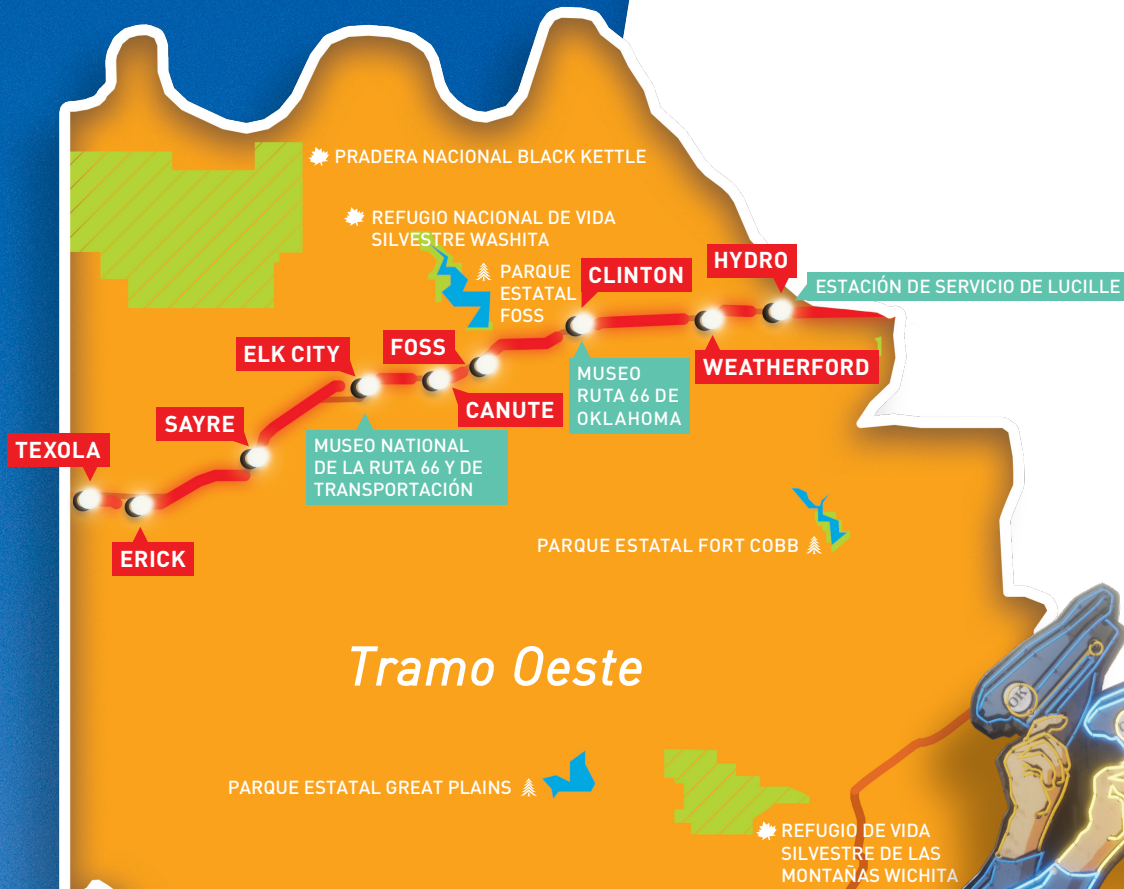 PRADERA NACIONAL BLACK KETTLE
REFUGIO NACIONAL DE VIDA
SILVESTRE WASHITA
PARQUE
ESTATAL
FOSS
CLINTON
HYDRO
ESTACIÓN DE SERVICIO DE LUCILLE
ELK CITY
FOSS
WEATHERFORD
MUSEO
RUTA 66 DE
OKLAHOMA
CANUTE
SAYRE
TEXOLA
MUSEO NATIONAL
DE LA RUTA 66 Y DE
TRANSPORTACIÓN
ERICK
PARQUE ESTATAL FORT COBB
Tramo Oeste
OK
PARQUE ESTATAL GREAT PLAINS
REFUGIO DE VIDA
SILVESTRE DE LAS
MONTAÑAS WICHITA